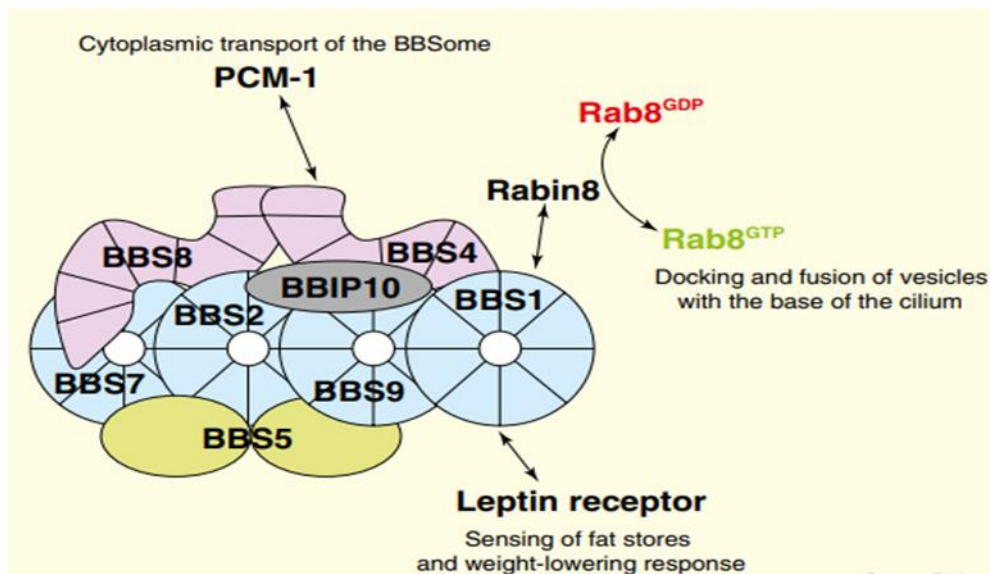 Cytoplasmic transport of the BBSome
PCM-1
Rab8GDP
Rabin8
Rab8GTP
Docking and fusion of vesicles
with the base of the cilium
BBS8
BBS4
BBIP10
BBS2
BBS1
BBS7
BBS9
BBS5
Leptin receptor
Sensing of fat stores
and weight-lowering response